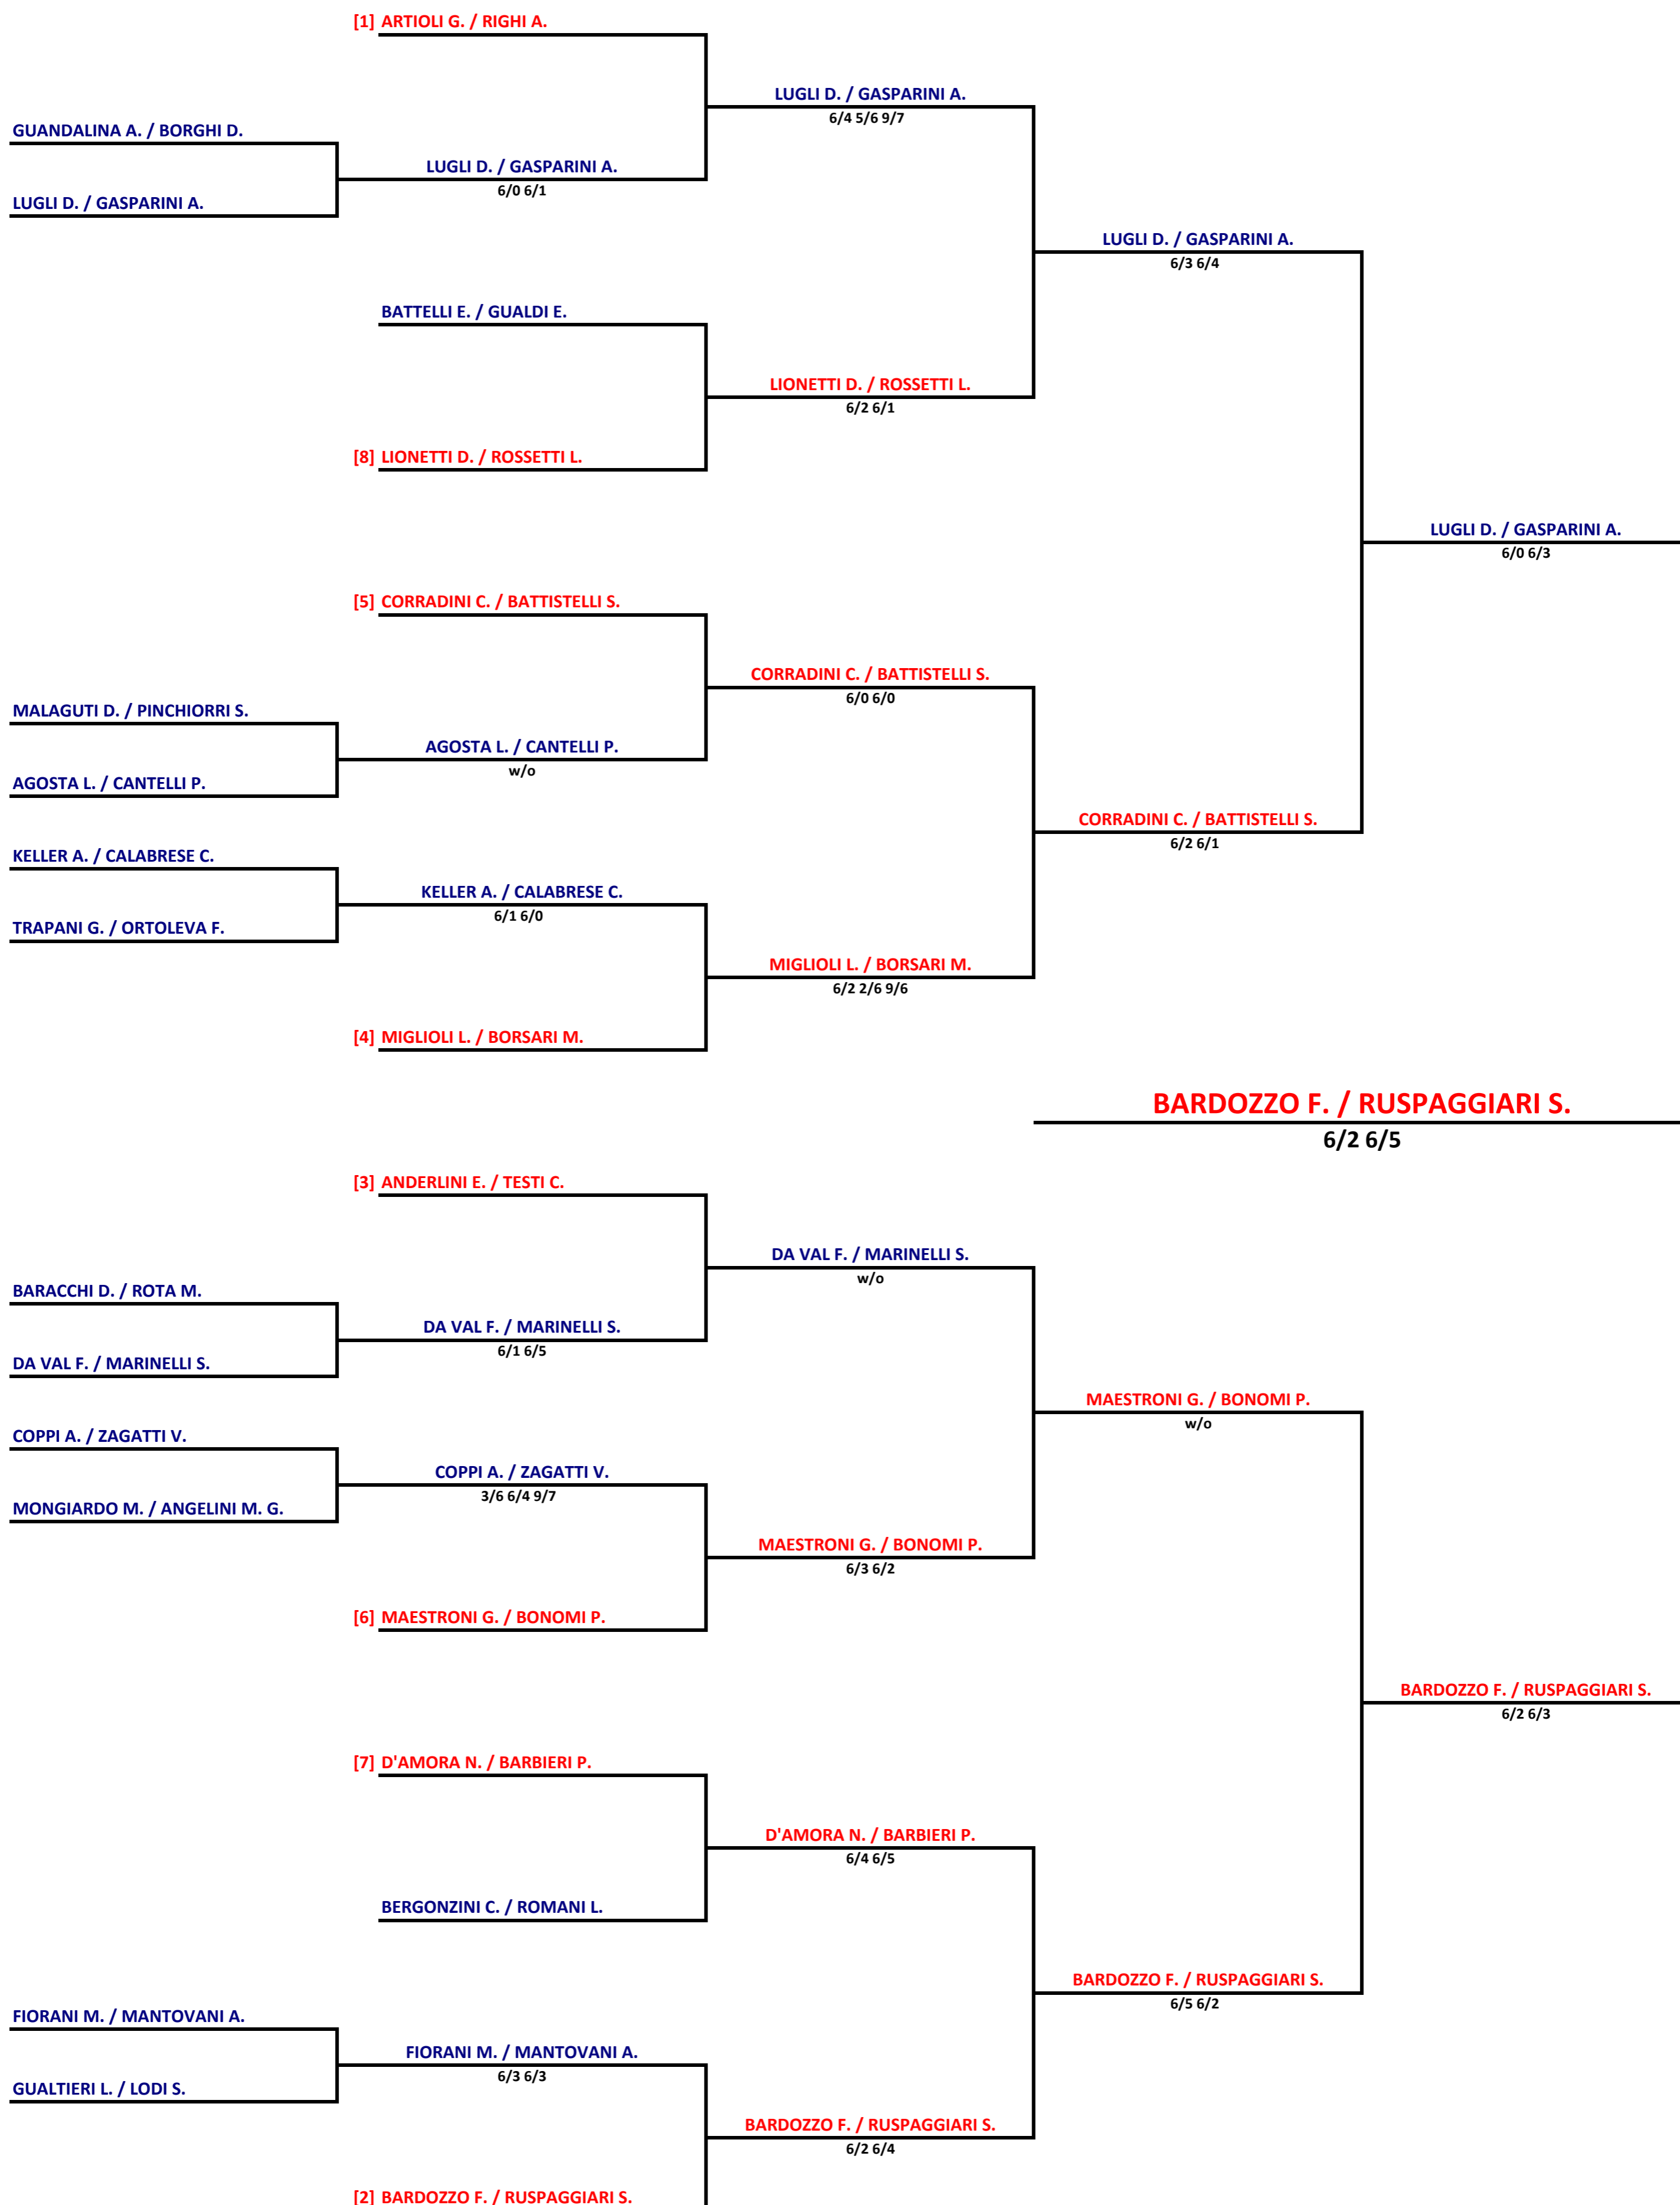 [1] ARTIOLI G. / RIGHI A.
LUGLI D. / GASPARINI A.
6/4 5/6 9/7
GUANDALINA A. / BORGHI D.
LUGLI D. / GASPARINI A.
6/0 6/1
LUGLI D. / GASPARINI A.
LUGLI D. / GASPARINI A.
6/3 6/4
BATTELLI E. / GUALDI E.
LIONETTI D. / ROSSETTI L.
6/2 6/1
[8] LIONETTI D. / ROSSETTI L.
LUGLI D. / GASPARINI A.
6/0 6/3
[5] CORRADINI C. / BATTISTELLI S.
CORRADINI C. / BATTISTELLI S.
6/0 6/0
MALAGUTI D. / PINCHIORRI S.
AGOSTA L. / CANTELLI P.
w/o
AGOSTA L. / CANTELLI P.
CORRADINI C. / BATTISTELLI S.
6/2 6/1
KELLER A. / CALABRESE C.
KELLER A. / CALABRESE C.
6/1 6/0
TRAPANI G. / ORTOLEVA F.
MIGLIOLI L. / BORSARI M.
6/2 2/6 9/6
[4] MIGLIOLI L. / BORSARI M.
BARDOZZO F. / RUSPAGGIARI S.
6/2 6/5
[3] ANDERLINI E. / TESTI C.
DA VAL F. / MARINELLI S.
w/o
BARACCHI D. / ROTA M.
DA VAL F. / MARINELLI S.
6/1 6/5
DA VAL F. / MARINELLI S.
MAESTRONI G. / BONOMI P.
w/o
COPPI A. / ZAGATTI V.
COPPI A. / ZAGATTI V.
3/6 6/4 9/7
MONGIARDO M. / ANGELINI M. G.
MAESTRONI G. / BONOMI P.
6/3 6/2
[6] MAESTRONI G. / BONOMI P.
BARDOZZO F. / RUSPAGGIARI S.
6/2 6/3
[7] D'AMORA N. / BARBIERI P.
D'AMORA N. / BARBIERI P.
6/4 6/5
BERGONZINI C. / ROMANI L.
BARDOZZO F. / RUSPAGGIARI S.
6/5 6/2
FIORANI M. / MANTOVANI A.
FIORANI M. / MANTOVANI A.
6/3 6/3
GUALTIERI L. / LODI S.
BARDOZZO F. / RUSPAGGIARI S.
6/2 6/4
[2] BARDOZZO F. / RUSPAGGIARI S.